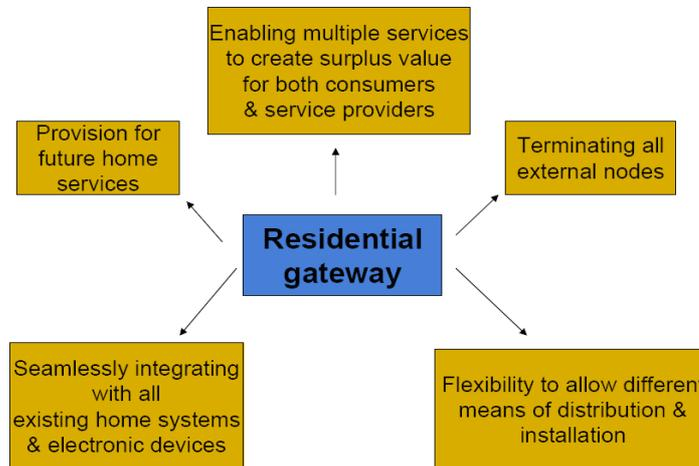 Enabling multiple services
to create surplus value
for both consumers
& service providers
Provision for
future home
services
Terminating all
external nodes
Residential
gateway
Seamlessly integrating
with all
existing home systems
& electronic devices
Flexibility to allow different
means of distribution &
installation